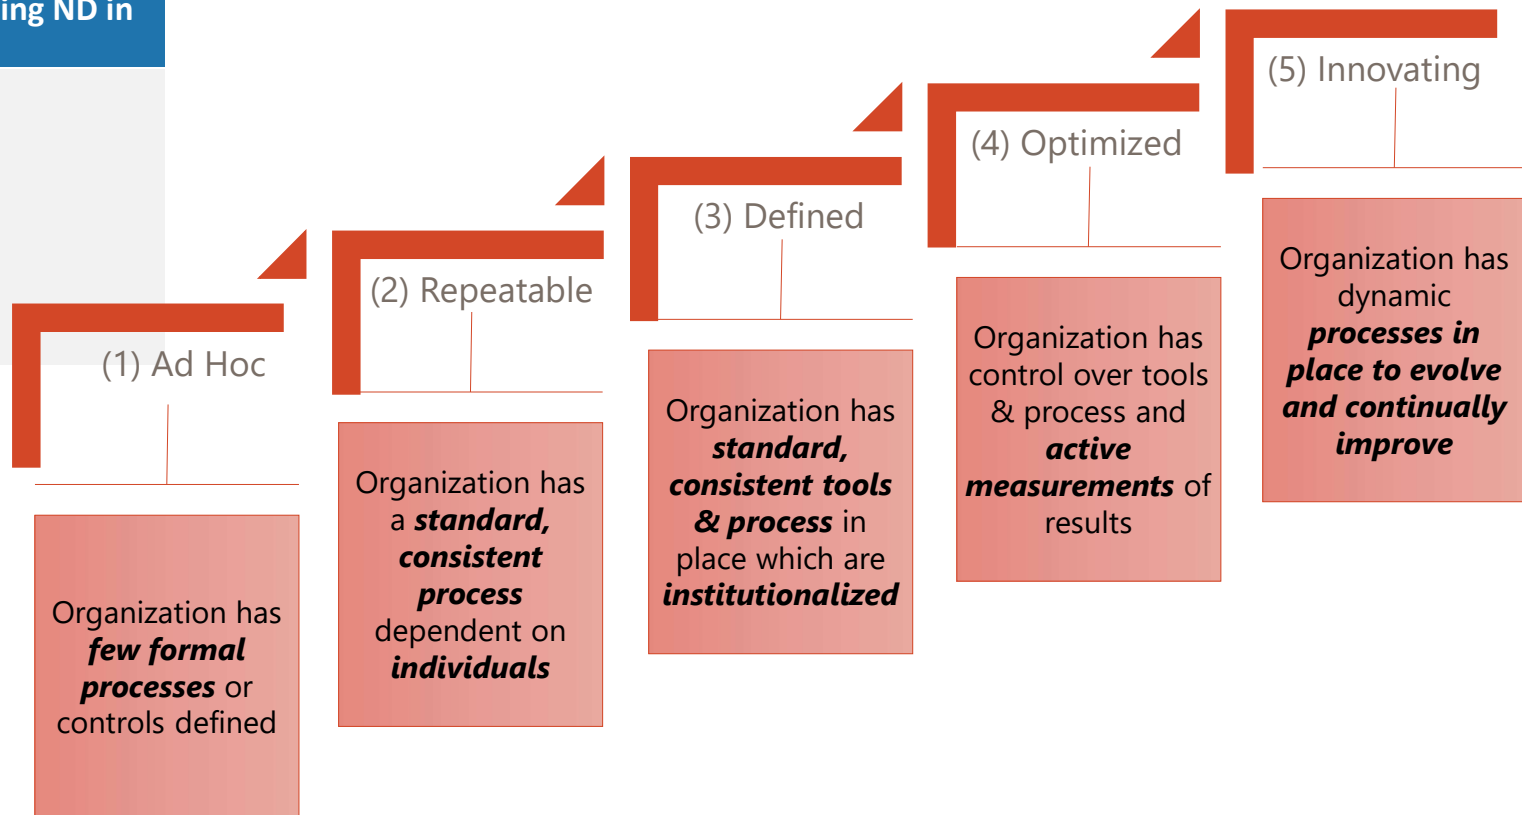 ing ND in
(1) Ad Hoc
Organization has
few formal
processes or
controls defined
(2) Repeatable
Organization has
a standard,
consistent
process
dependent on
individuals
(3) Defined
Organization has
standard,
consistent tools
& process in
place which are
institutionalized
(4) Optimized
Organization has
control over tools
& process and
active
measurements of
results
(5) Innovating
Organization has
dynamic
processes in
place to evolve
and continually
improve